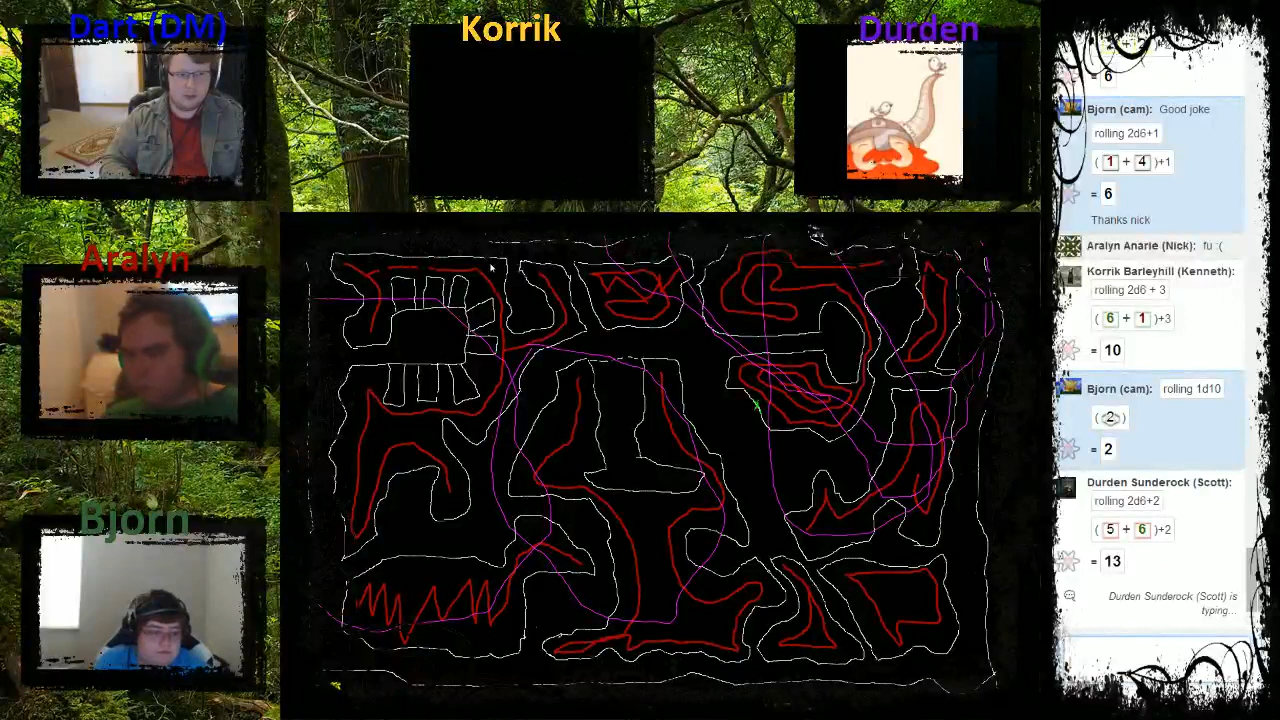 Dart (DM)
Korrik
Durden
Aralyn
Bjorn
= 6
Bjorn (cam): Good joke
rolling 2d6+1
( 1 + 4 )+1
= 6
Thanks nick
Aralyn Anarie (Nick): fu :(
Korrik Barleyhill (Kenneth):
rolling 2d6 + 3
( 6 + 1 )+3
= 10
Bjorn (cam): rolling 1d10
( 2 )
= 2
Durden Sunderock (Scott):
rolling 2d6+2
( 5 + 6 )+2
= 13
Durden Sunderock (Scott) is
typing...